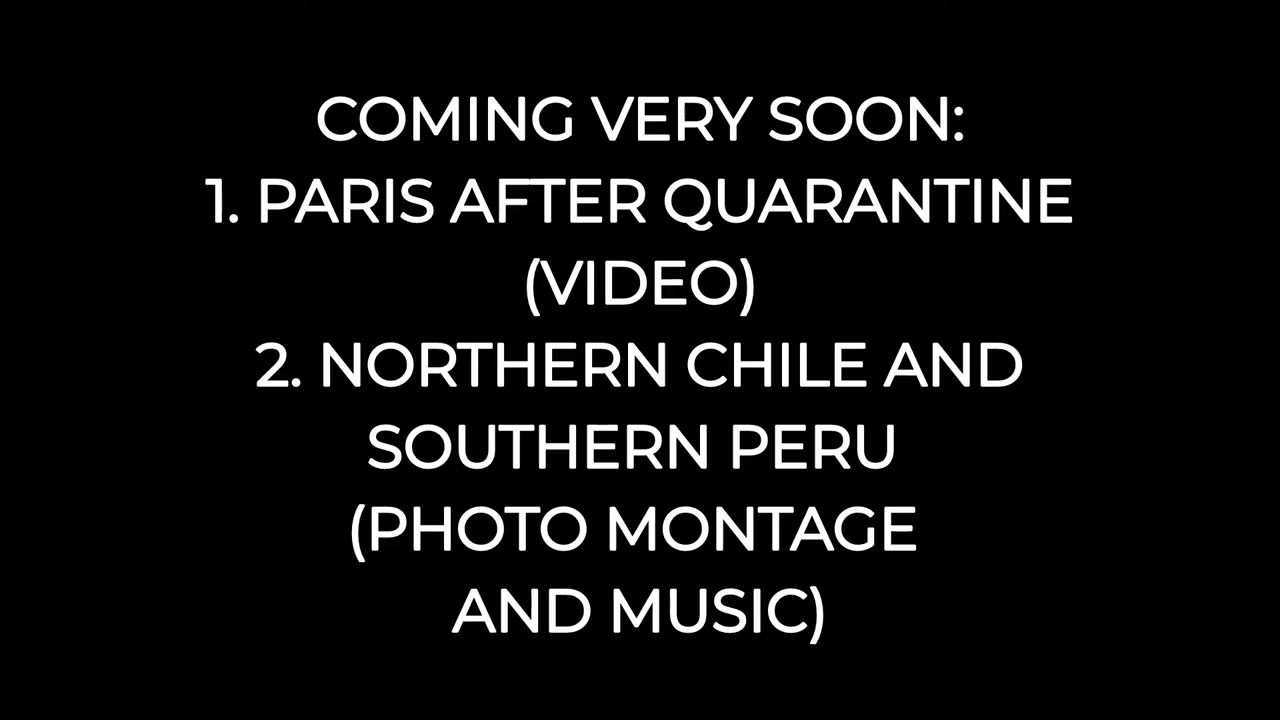 COMING VERY SOON:
1. PARIS AFTER QUARANTINE
(VIDEO)
2. NORTHERN CHILE AND
SOUTHERN PERU
(PHOTO MONTAGE
AND MUSIC)